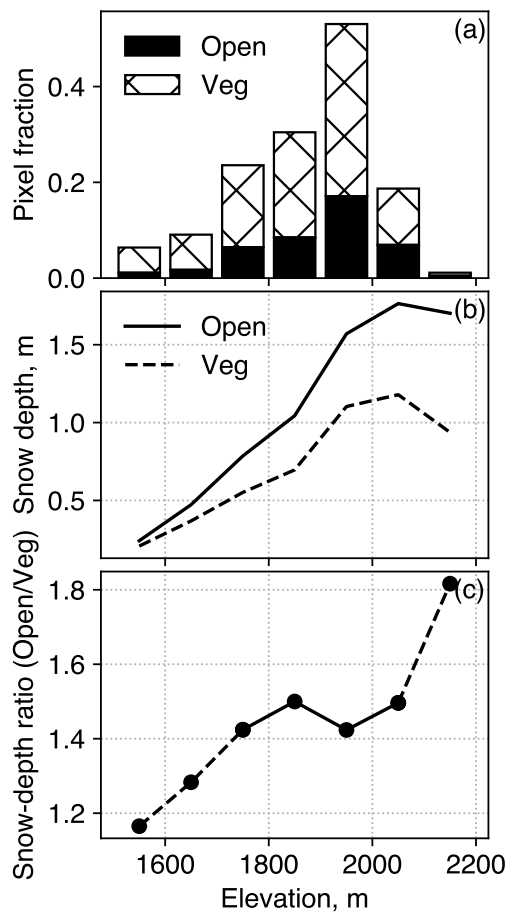 (a)
Open
Veg
Pixel fraction
0.4
0.2
0.0
(b)
Open
Veg
Snow depth, m
1.5
1.0
0.5
(c)
Snow-depth ratio (Open/Veg)
1.8
1.6
1.4
1.2
1600 1800 2000 2200
Elevation, m